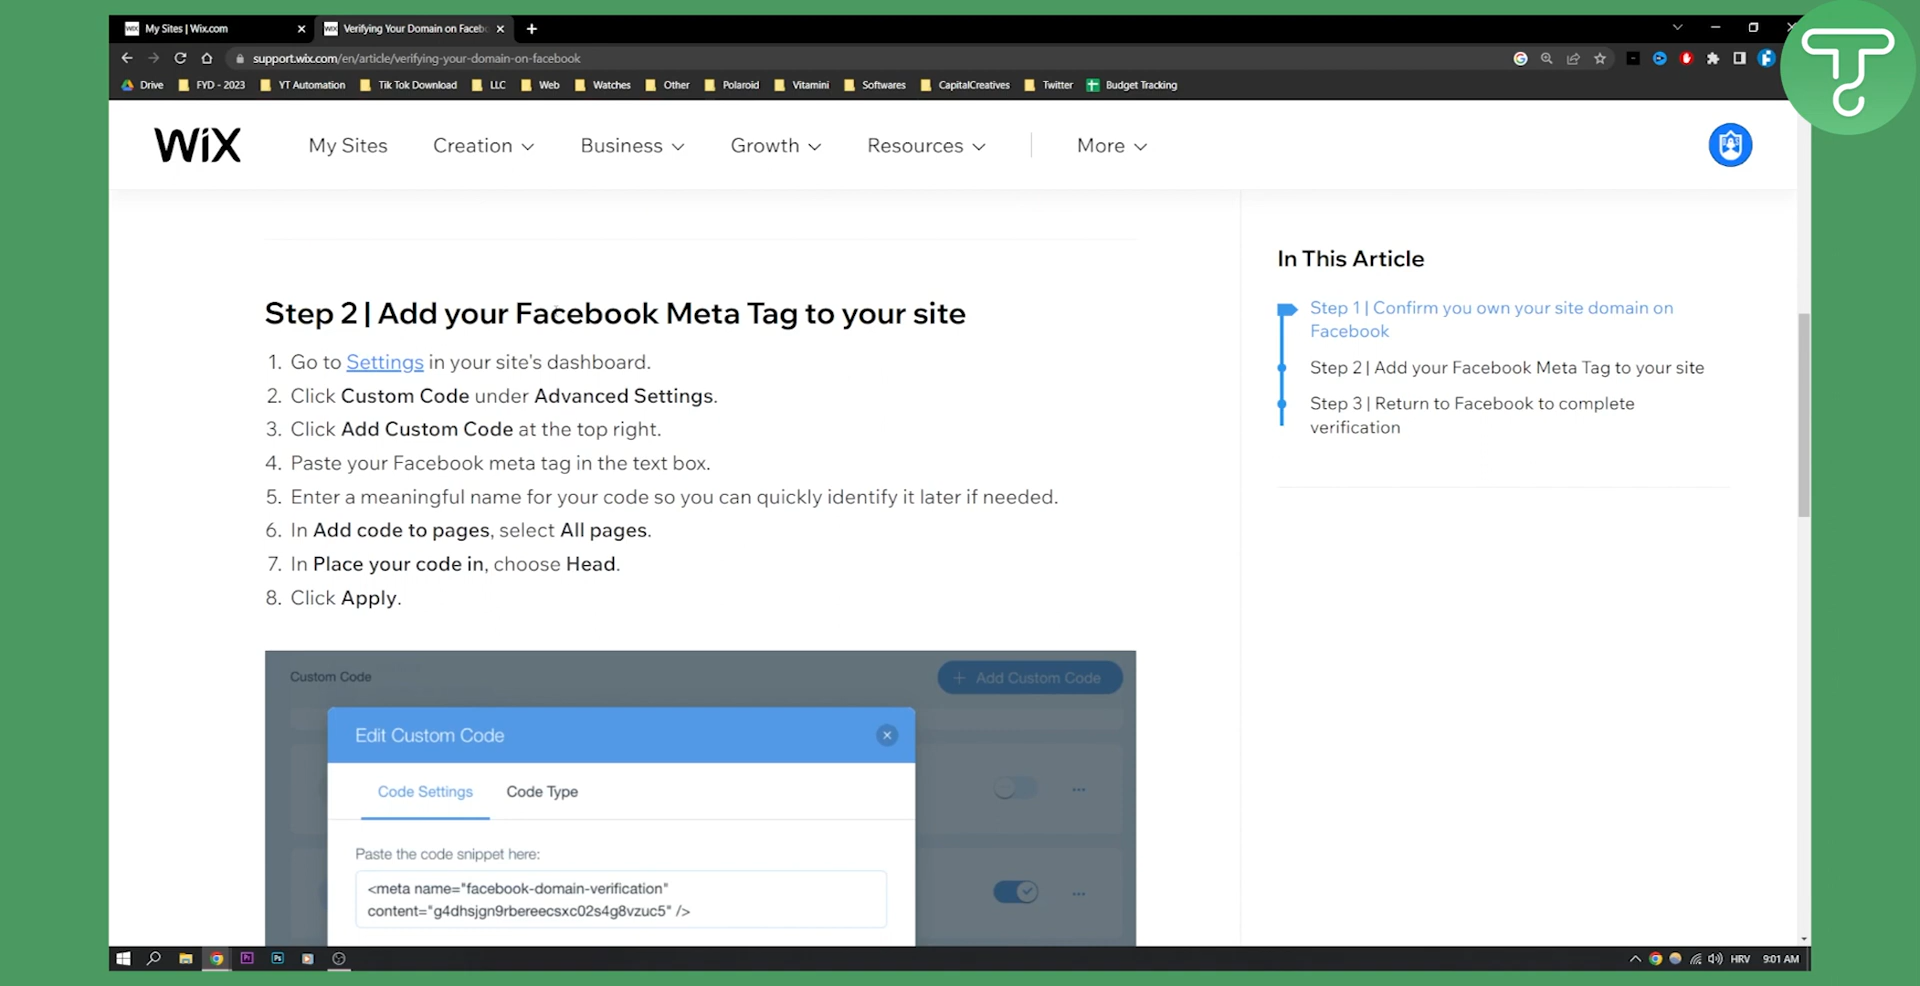 My Sites | Wix.com
Verifying Your Domain on Faceb
support.wix.com/en/article/verifying-your-domain-on-facebook
Drive FYD - 2023 YT Automation Tik Tok Download LLC Web Watches Other Polaroid Vitamini Softwares CapitalCreatives Twitter Budget Tracking
WiX My Sites Creation Business Growth Resources More
Step 2 | Add your Facebook Meta Tag to your site
1. Go to Settings in your site's dashboard.
2. Click Custom Code under Advanced Settings.
3. Click Add Custom Code at the top right.
4. Paste your Facebook meta tag in the text box.
5. Enter a meaningful name for your code so you can quickly identify it later if needed.
6. In Add code to pages, select All pages.
7. In Place your code in, choose Head.
8. Click Apply.
Custom Code
+ Add Custom Code
Edit Custom Code
Code Settings Code Type
Paste the code snippet here:
<meta name="facebook-domain-verification"
content="g4dhsjgn9rbereecsxc02s4g8vzuc5" />
In This Article
Step 1 | Confirm you own your site domain on
Facebook
Step 2 | Add your Facebook Meta Tag to your site
Step 3 | Return to Facebook to complete
verification
HRV 9:01 AM